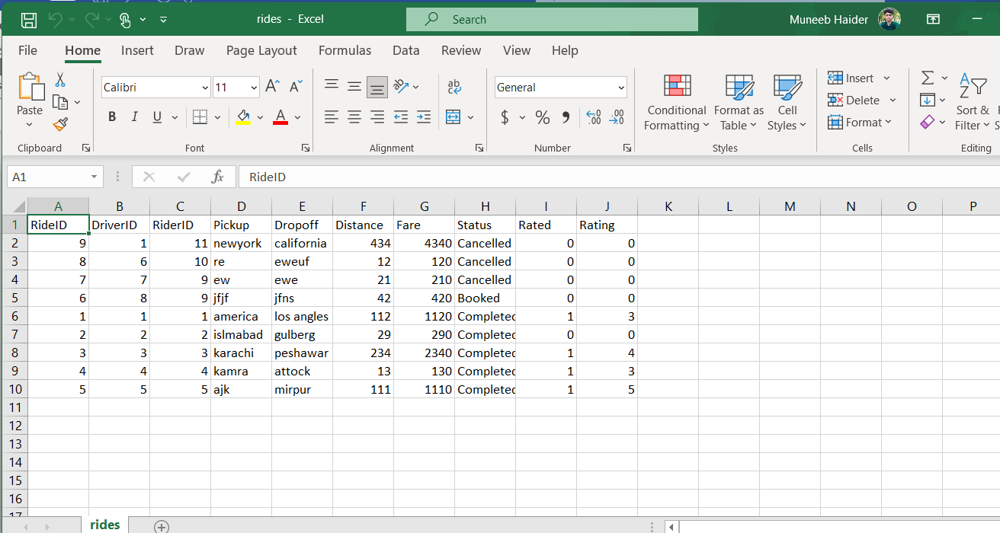 rides - Excel
Search
Muneeb Haider
File Home Insert Draw Page Layout Formulas Data Review View Help
Paste
Calibri 11
B I U A
ab
General
$ % 9
Conditional Formatting
Format as Table
Cell Styles
Insert
Delete
Format
Sort & Filter
Clipboard Font Alignment Number Styles Cells Editing
A1 fx RideID
A B C D E F G H I J K L M N O P
1 RideID DriverID RiderID Pickup Dropoff Distance Fare Status Rated Rating
2 9 1 11 newyork california 434 4340 Cancelled 0 0
3 8 6 10 re eweuf 12 120 Cancelled 0 0
4 7 7 9 ew ewe 21 210 Cancelled 0 0
5 6 8 9 jfjf jfns 42 420 Booked 0 0
6 1 1 1 america los angles 112 1120 Completed 1 3
7 2 2 2 islmabad gulberg 29 290 Completed 0 0
8 3 3 3 karachi peshawar 234 2340 Completed 1 4
9 4 4 4 kamra attock 13 130 Completed 1 3
10 5 5 5 ajk mirpur 111 1110 Completed 1 5
11
12
13
14
15
16
17
rides